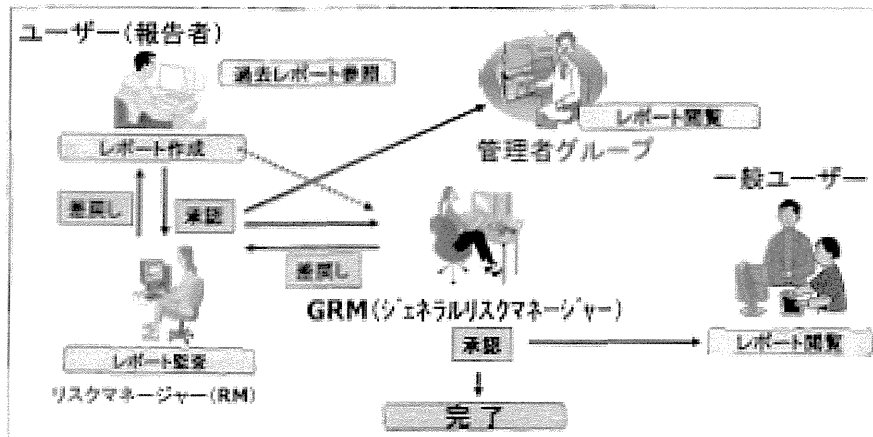 ユーザー(報告者)
過去レポート参照
レポート作成
レポート閲覧
管理者グループ
一般ユーザー
差戻し
承認
差戻し
GRM(ジェネラルリスクマネージャー)
レポート監査
リスクマネージャー(RM)
承認
レポート閲覧
完了